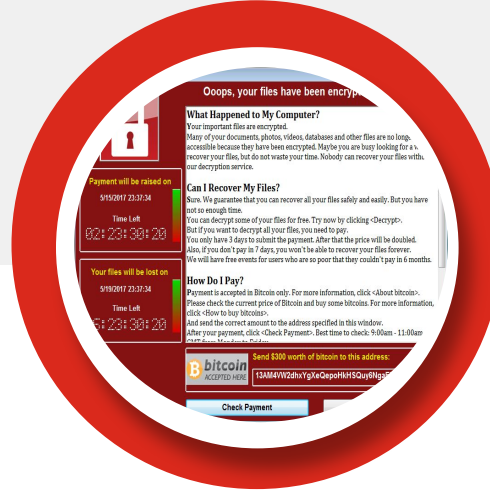 Ooops, your files have been
What Happened to My Computer?
Your important files are encrypted.
Many of your documents, photos, videos, databases and other files are no
accessible because they have been encrypted. Maybe you are busy looking for a
recover your files, but do not waste your time. Nobody can recover your files
our decryption service.
Can I Recover My Files?
Sure. We guarantee that you can recover all your files safely and easily. But you have
not so enough time.
You can decrypt some of your files for free. Try now by clicking <Decrypt>.
But if you want to decrypt all your files, you need to pay.
You only have 3 days to submit the payment. After that the price will be doubled.
Also, if you don't pay in 7 days, you won't be able to recover your files forever.
We will have free events for users who are so poor that they couldn't pay in 6 months.
How Do I Pay?
Payment is accepted in Bitcoin only. For more information, click <About bitcoin>.
Please check the current price of Bitcoin and buy some bitcoins. For more information,
click <How to buy bitcoins>.
And send the correct amount to the address specified in this window.
After your payment, click <Check Payment>. Best time to check: 9:00am - 11:00am
GMT from Monday to Friday.
Payment will be raised on
5/15/2017 23:37:34
Time Left
02:23:30:20
Your files will be lost on
5/19/2017 23:37:34
Time Left
:23:30:20
bitcoin
ACCEPTED HERE
Send $300 worth of bitcoin to this address:
Check Payment